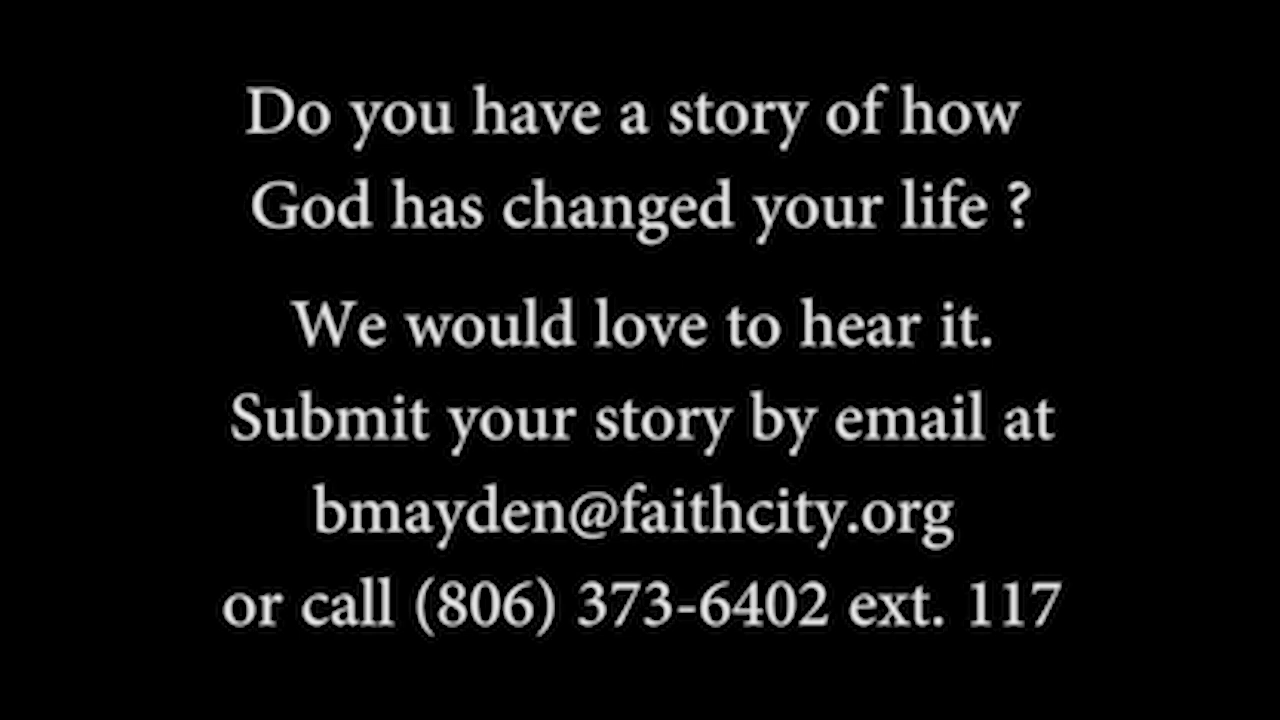 Do you have a story of how
God has changed your life ?
We would love to hear it.
Submit your story by email at
bmayden@faithcity.org
or call (806) 373-6402 ext. 117